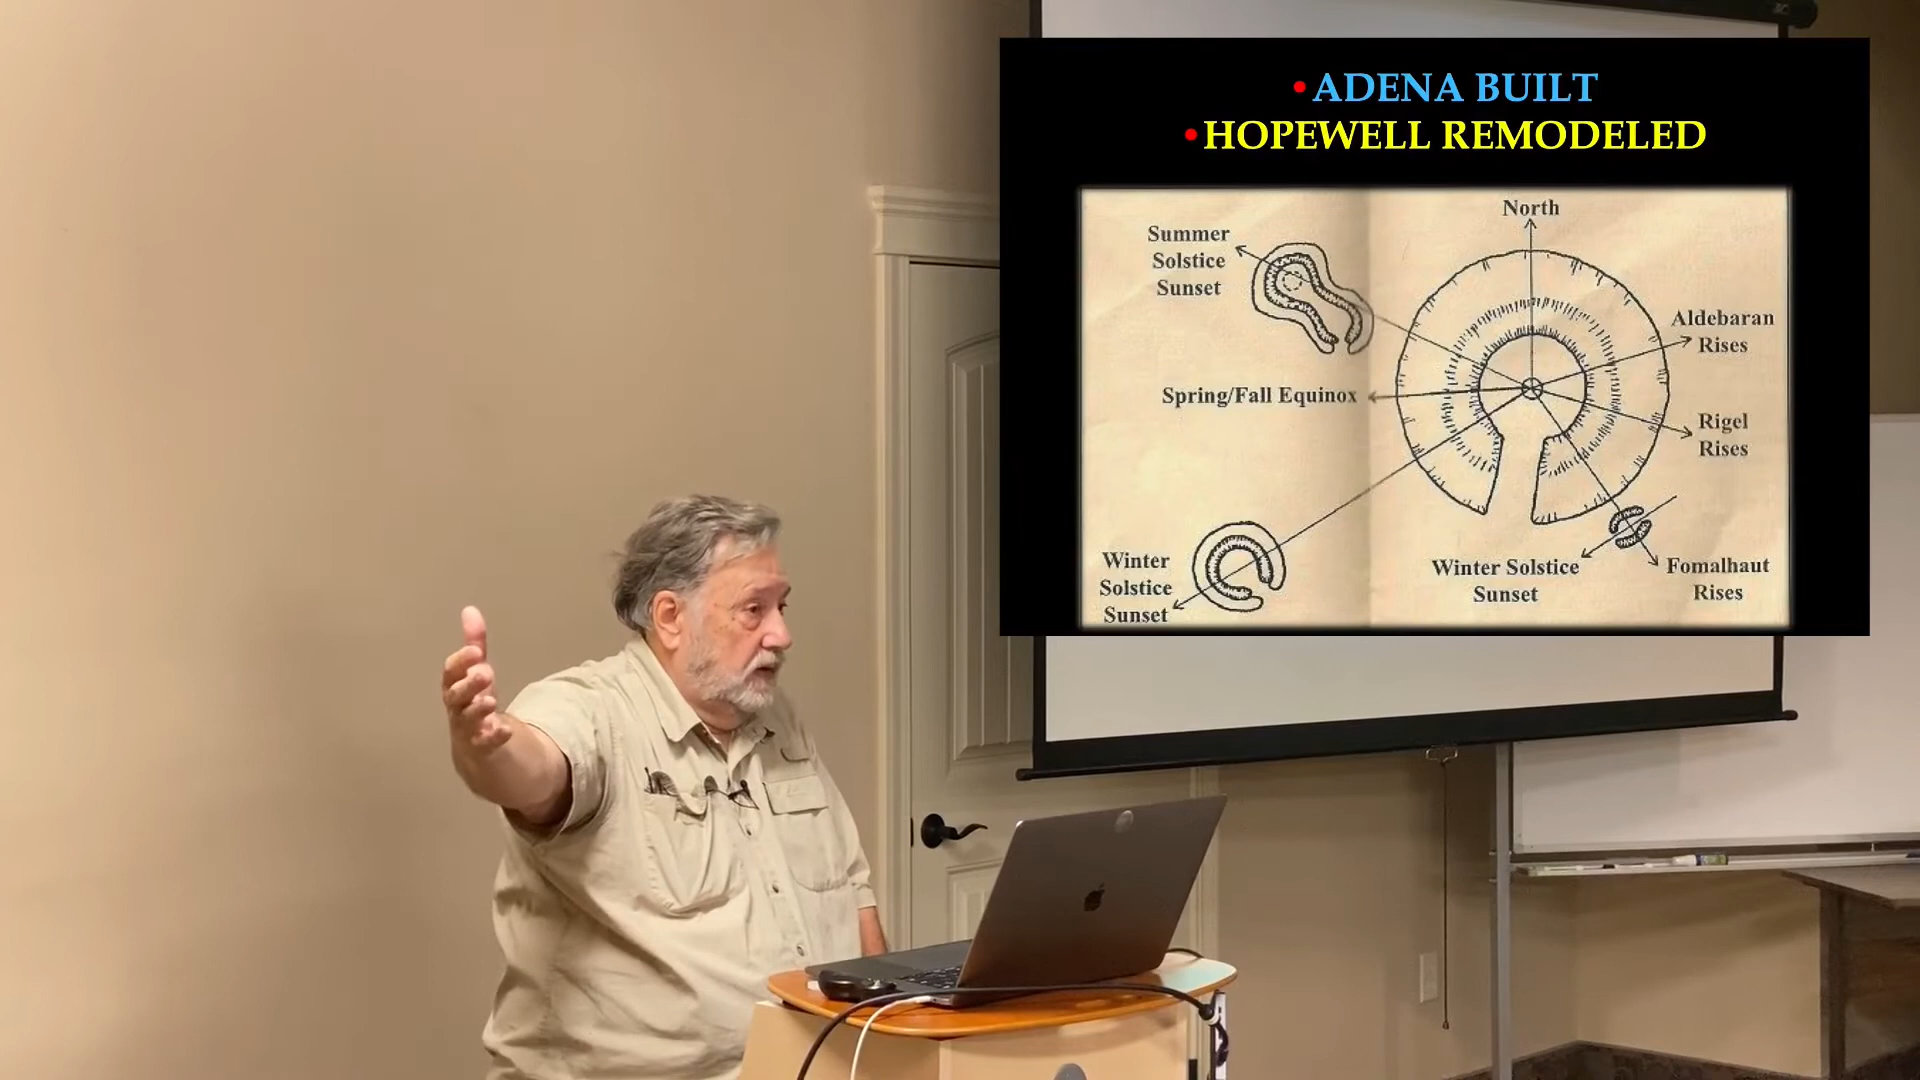 •ADENA BUILT
•HOPEWELL REMODELED
North
Summer
Solstice
Sunset
Aldebaran
Rises
Spring/Fall Equinox
Rigel
Rises
Winter
Solstice
Sunset
Winter Solstice
Sunset
Fomalhaut
Rises